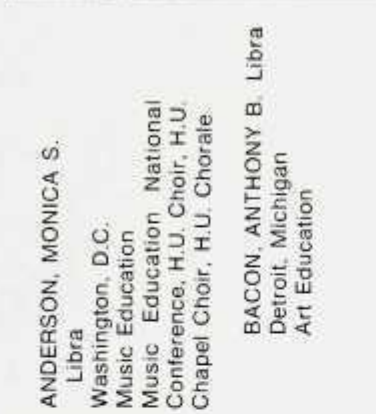 ANDERSON, MONICA S.
Libra
Washington, D.C.
Music Education
Music Education National
Conference, H.U. Choir, H.U.
Chapel Choir, H.U. Chorale.
BACON, ANTHONY B. Libra
Detroit, Michigan
Art Education